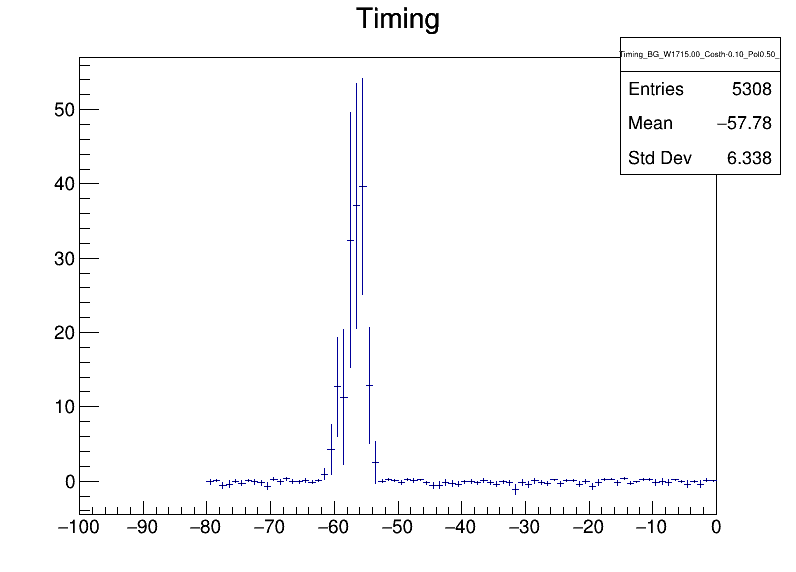 Timing
Timing_BG_W1715.00_Costh-0.10_Pol0.50_
Entries 5308
Mean −57.78
Std Dev 6.338
50
40
30
20
10
0
−100 −90 −80 −70 −60 −50 −40 −30 −20 −10 0